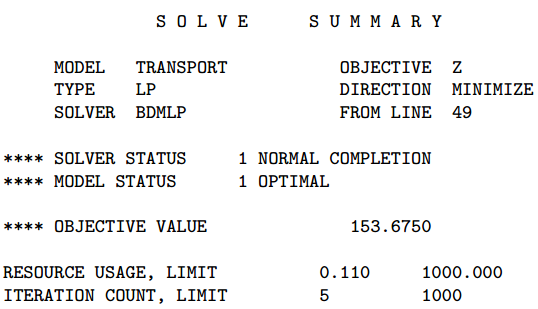 S O L V E      S U M M A R Y
MODEL   TRANSPORT           OBJECTIVE  Z
TYPE    LP                  DIRECTION  MINIMIZE
SOLVER  BDMLP               FROM LINE  49
**** SOLVER STATUS     1 NORMAL COMPLETION
**** MODEL STATUS      1 OPTIMAL
**** OBJECTIVE VALUE              153.6750
RESOURCE USAGE, LIMIT          0.110     1000.000
ITERATION COUNT, LIMIT         5         1000